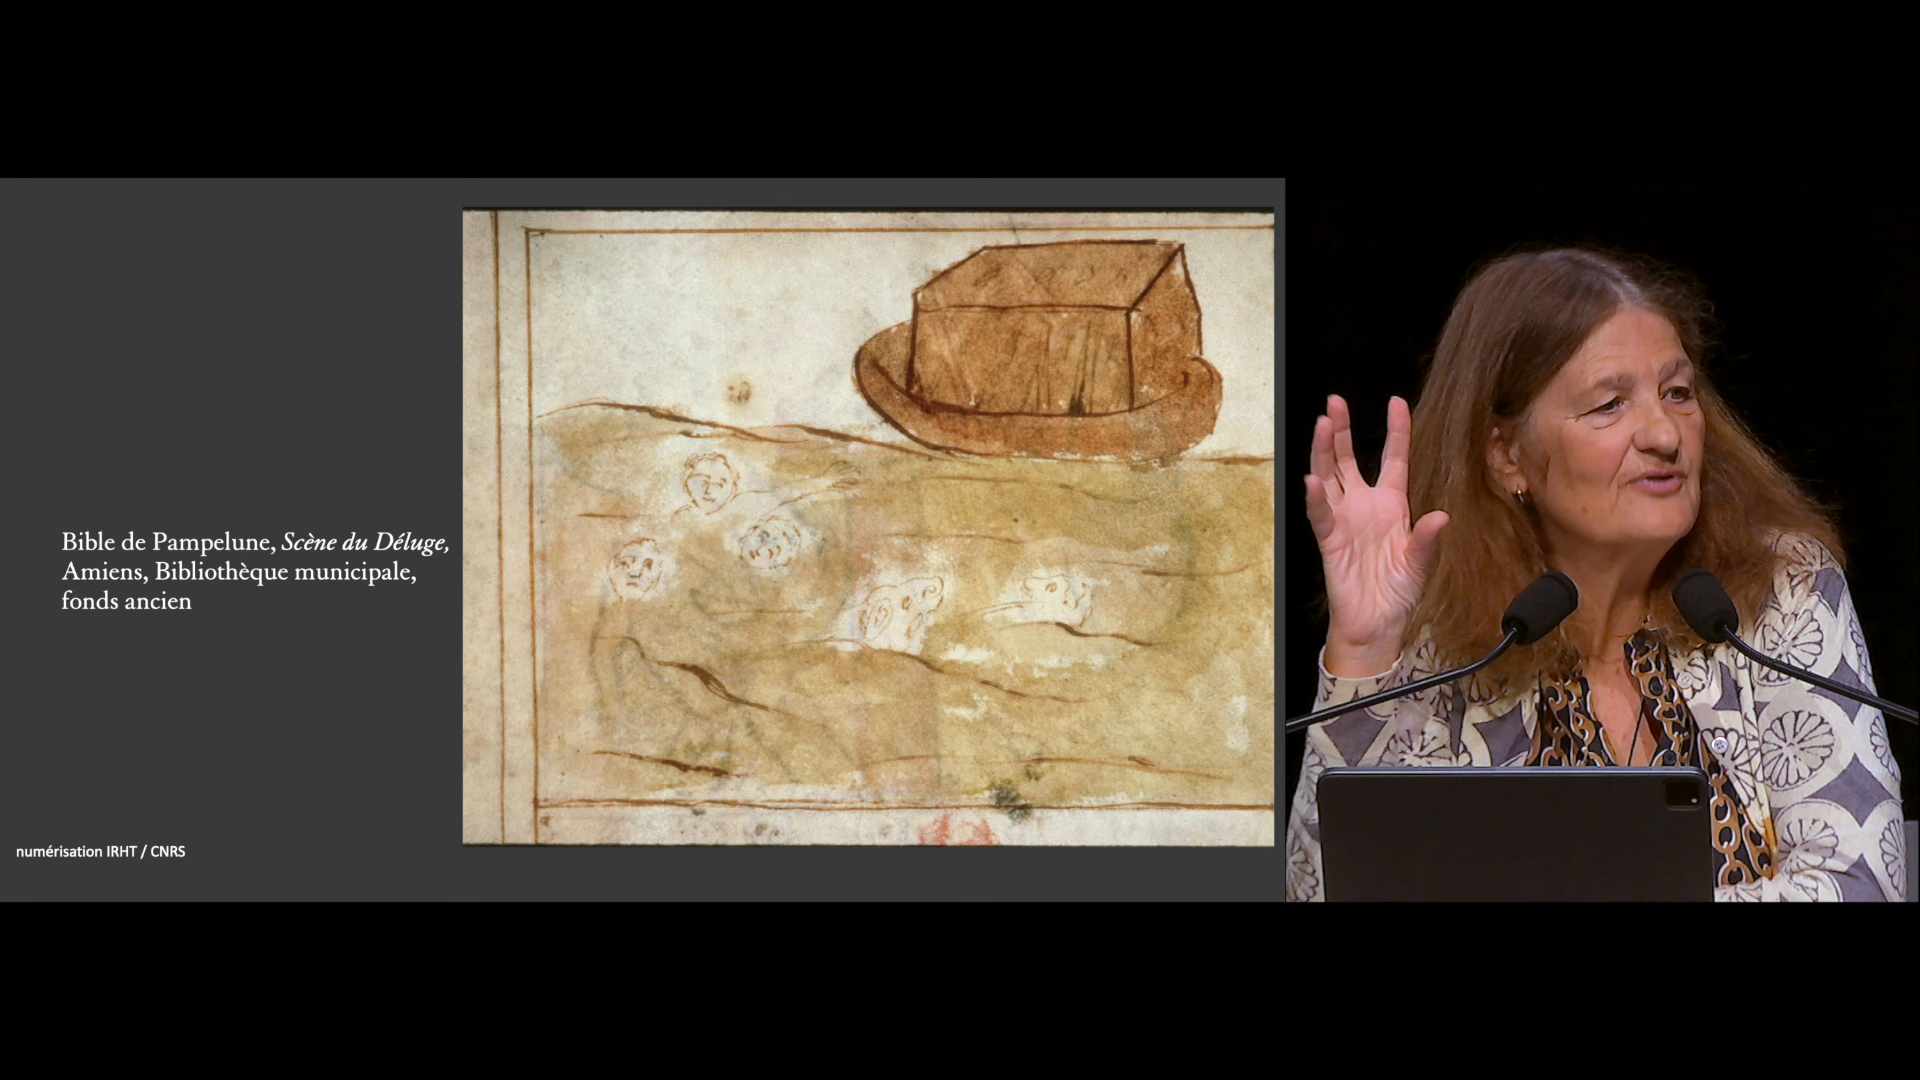 Bible de Pampelune, Scène du Déluge,
Amiens, Bibliothèque municipale,
fonds ancien
numérisation IRHT / CNRS